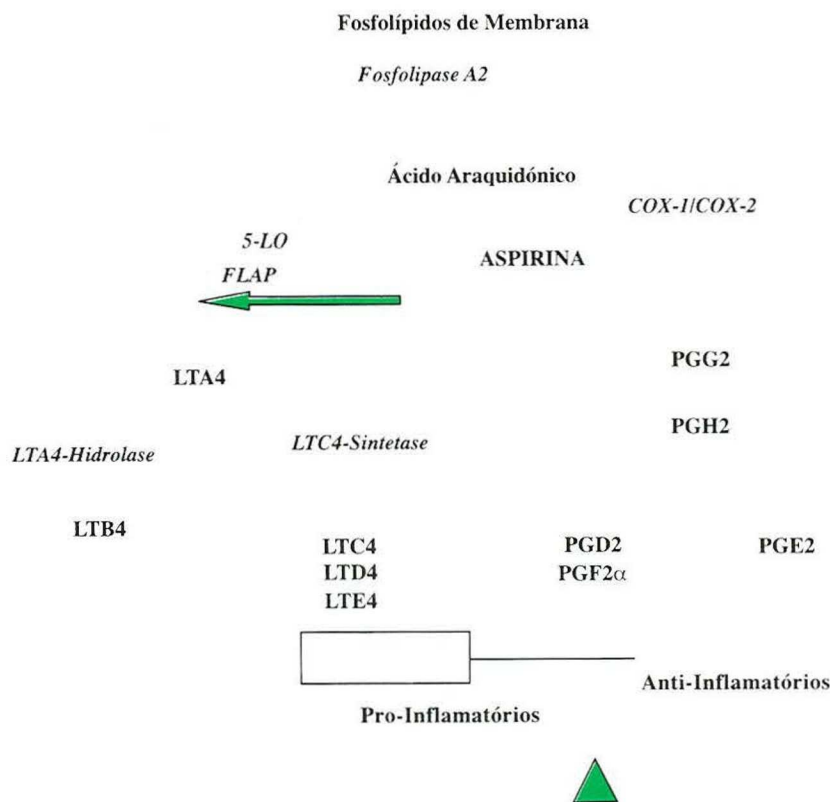 Fosfolípidos de Membrana
Fosfolipase A2
Ácido Araquidónico
COX-1/COX-2
5-LO
ASPIRINA
FLAP
PGG2
LTA4
PGH2
LTC4-Sintetase
LTA4-Hidrolase
LTB4
LTC4
PGD2
PGE2
LTD4
PGF2α
LTE4
Anti-Inflamatórios
Pro-Inflamatórios